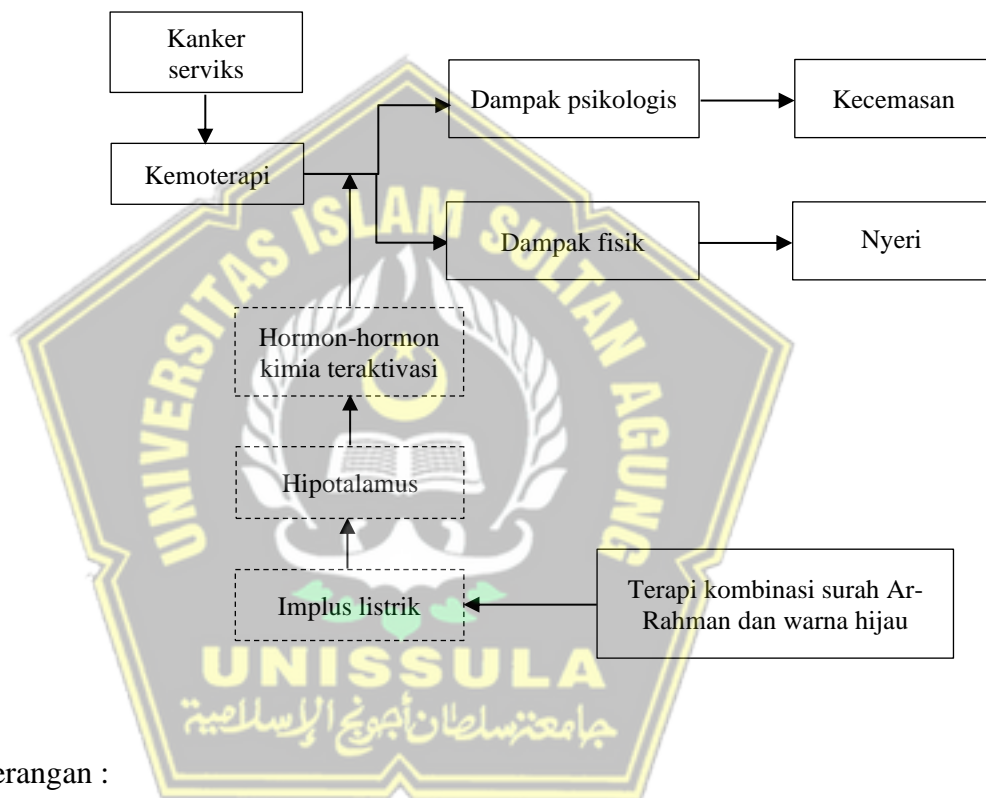 Kanker
serviks
Dampak psikologis
Kecemasan
Kemoterapi
Dampak fisik
Nyeri
Hormon-hormon
kimia teraktivasi
Hipotalamus
Implus listrik
Terapi kombinasi surah Ar-
Rahman dan warna hijau
UNIVERSITAS ISLAM SULTAN AGUNG
UNISSULA
جامعة سلطان أجونج الإسلامية
erangan :